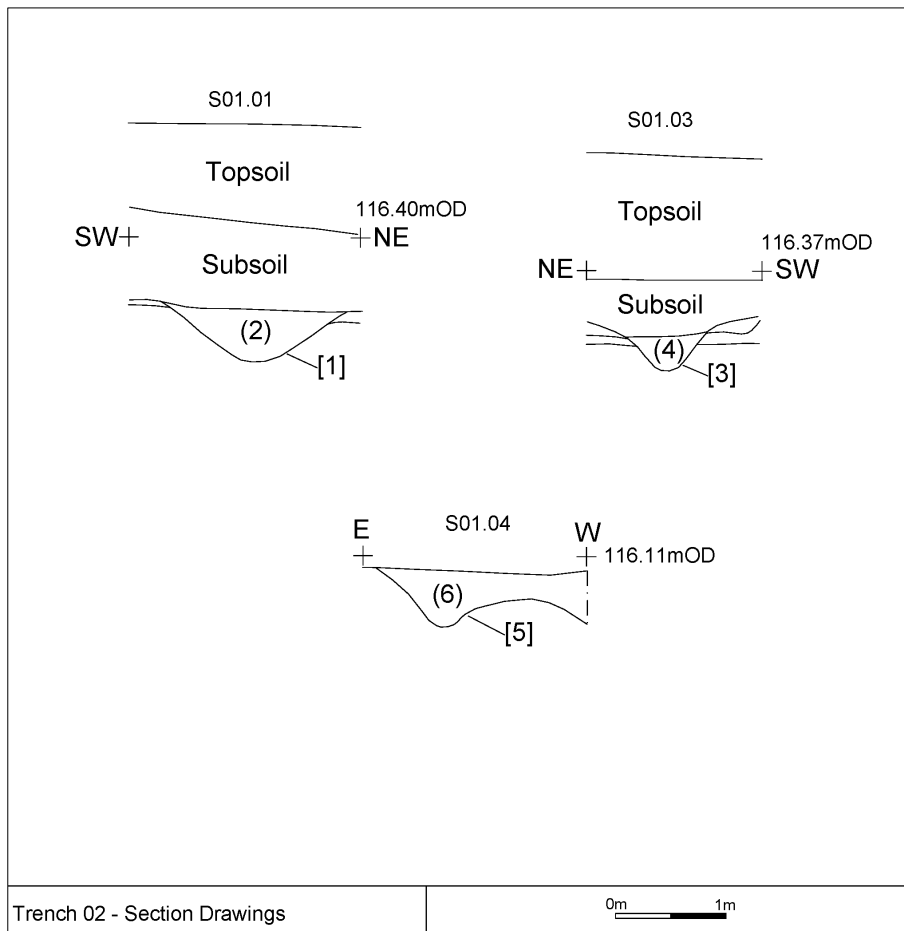 S01.01
Topsoil
116.40mOD
SW
NE
Subsoil
(2)
[1]
S01.03
Topsoil
116.37mOD
NE
SW
Subsoil
(4)
[3]
S01.04
E
W
116.11mOD
(6)
[5]
Trench 02 - Section Drawings
0m 1m